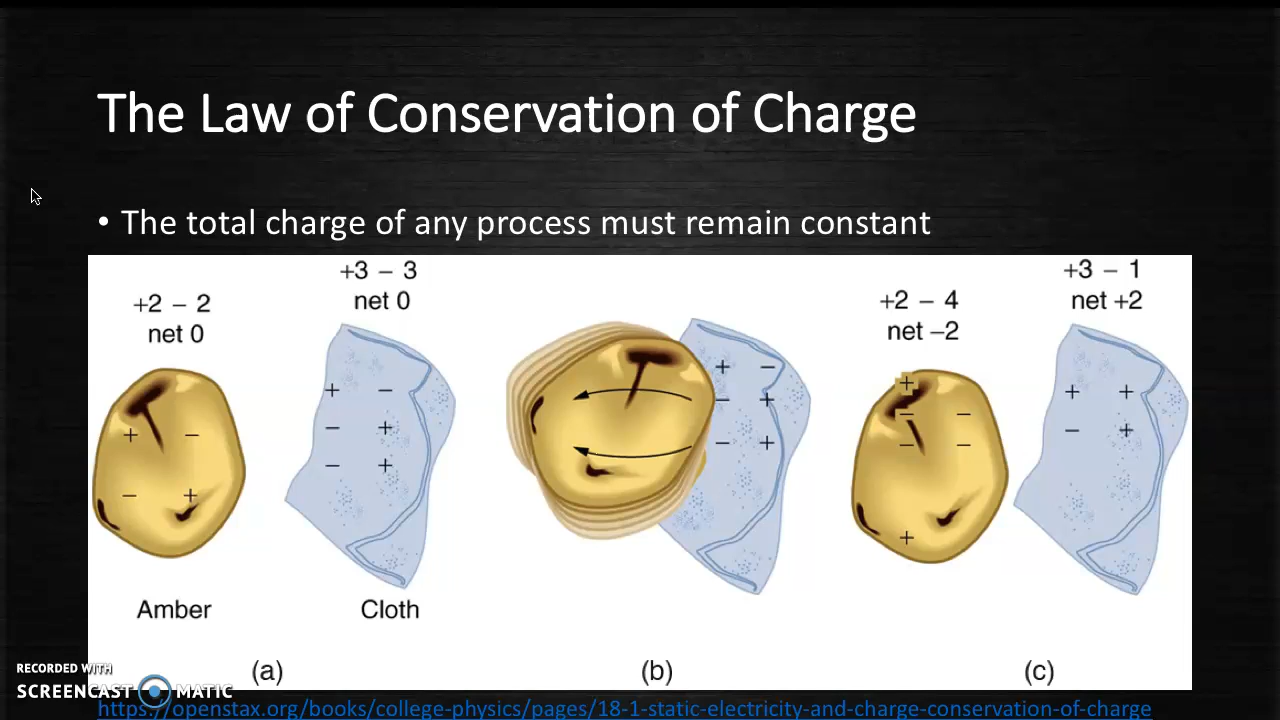 The Law of Conservation of Charge
• The total charge of any process must remain constant
+2 − 2
net 0
+3 − 3
net 0
+2 − 4
net −2
+3 − 1
net +2
+ −
− +
+ −
− +
− +
+ −
− +
− +
+
− −
− −
+
+ +
− +
Amber
Cloth
(a)
(b)
(c)
RECORDED WITH
SCREENCAST MATIC
https://openstax.org/books/college-physics/pages/18-1-static-electricity-and-charge-conservation-of-charge